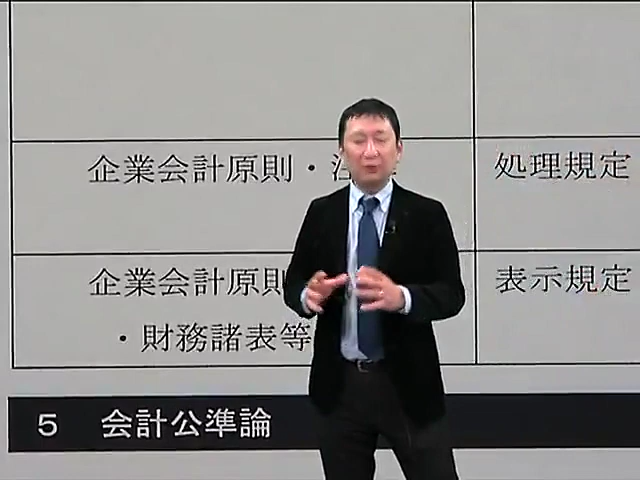 企業会計原則・注
処理規定
企業会計原則
・財務諸表等
表示規定
5 会計公準論